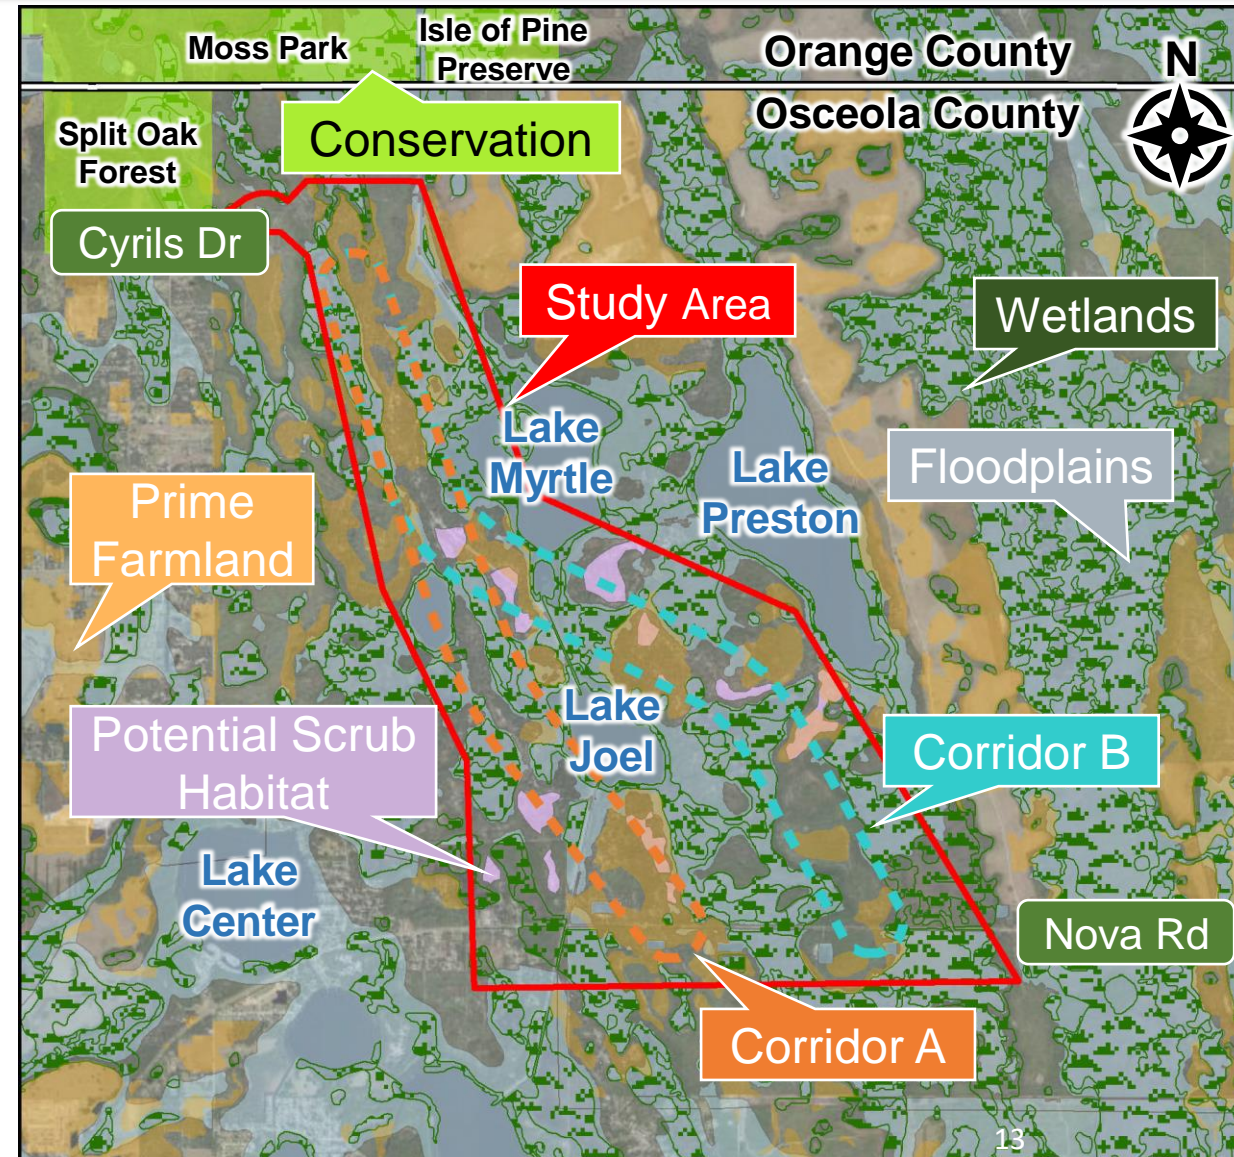 Moss Park
Isle of Pine
Preserve
Orange County
N
Osceola County
Split Oak
Forest
Conservation
Cyrils Dr
Study Area
Wetlands
Lake
Myrtle
Lake
Preston
Floodplains
Prime
Farmland
Potential Scrub
Habitat
Lake
Joel
Corridor B
Lake
Center
Nova Rd
Corridor A
13